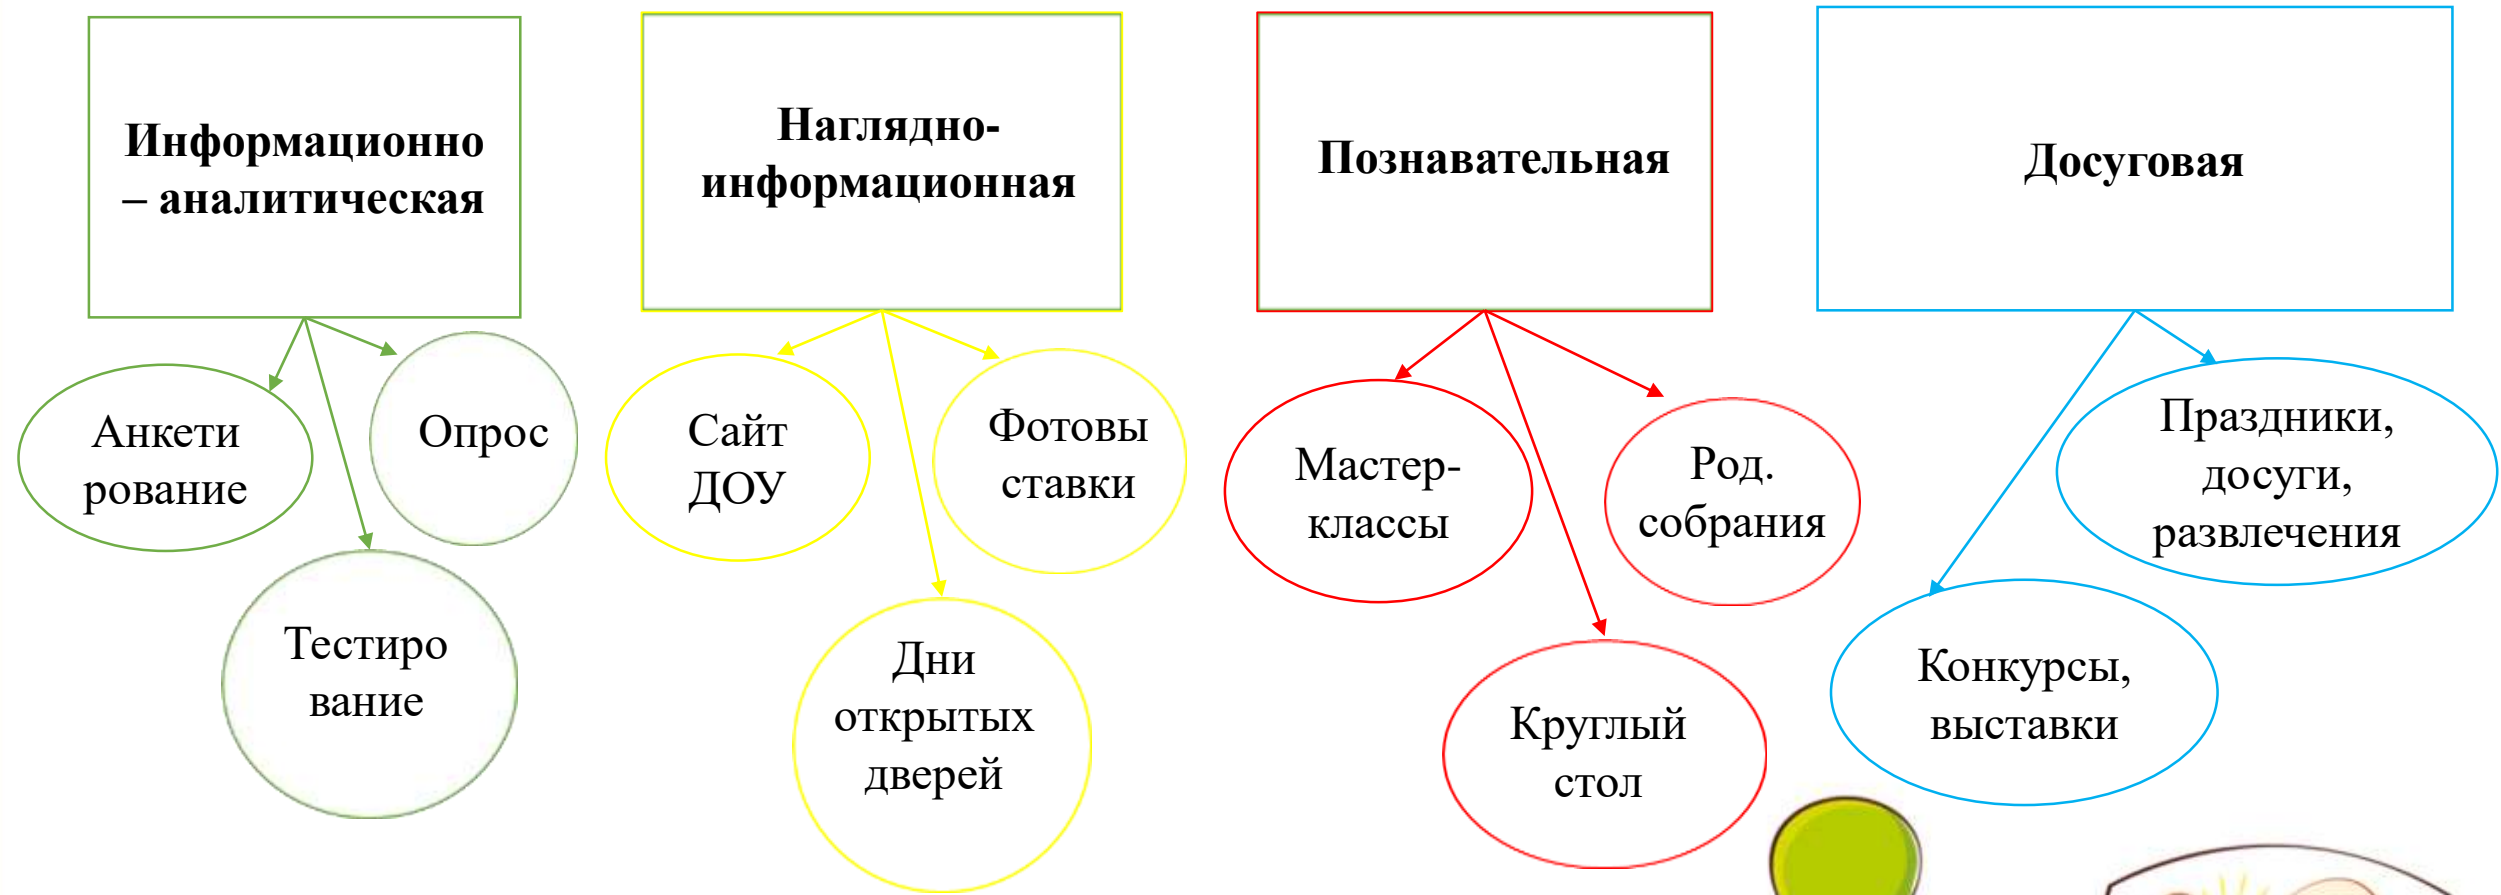 Информационно
– аналитическая
Наглядно-
информационная
Познавательная
Досуговая
Анкети
рование
Опрос
Тестиро
вание
Сайт
ДОУ
Фотовы
ставки
Дни
открытых
дверей
Мастер-
классы
Род.
собрания
Круглый
стол
Праздники,
досуги,
развлечения
Конкурсы,
выставки